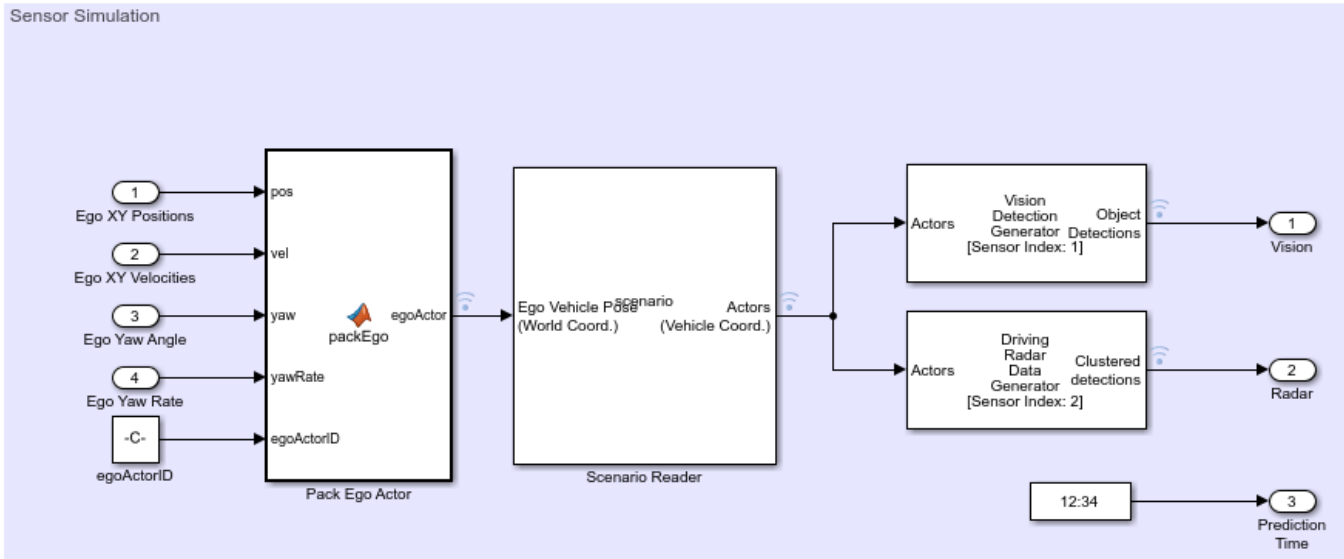 Sensor Simulation
1
Ego XY Positions
2
Ego XY Velocities
3
Ego Yaw Angle
4
Ego Yaw Rate
-C-
egoActorID
pos
vel
yaw
yawRate
egoActorID
packEgo
egoActor
Pack Ego Actor
Ego Vehicle Pose
(World Coord.)
scenario
Actors
(Vehicle Coord.)
Scenario Reader
Actors
Vision
Detection
Generator
[Sensor Index: 1]
Object
Detections
1
Vision
Actors
Driving
Radar
Data
Generator
[Sensor Index: 2]
Clustered
detections
2
Radar
12:34
3
Prediction
Time